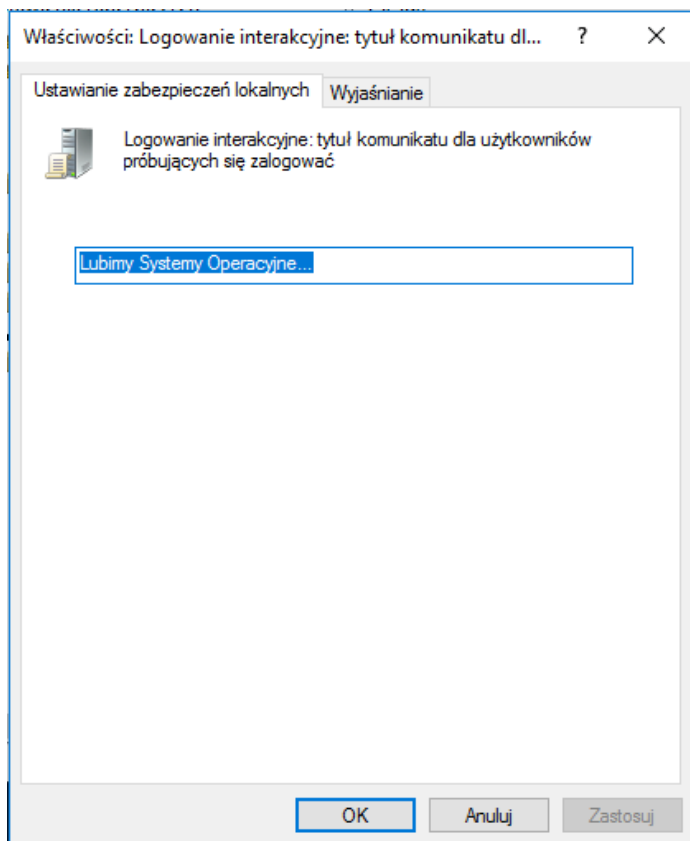 Właściwości: Logowanie interakcyjne: tytuł komunikatu dl... ?
Ustawianie zabezpieczeń lokalnych Wyjaśnianie
Logowanie interakcyjne: tytuł komunikatu dla użytkowników
próbujących się zalogować
Lubimy Systemy Operacyjne...
OK Anuluj Zastosuj